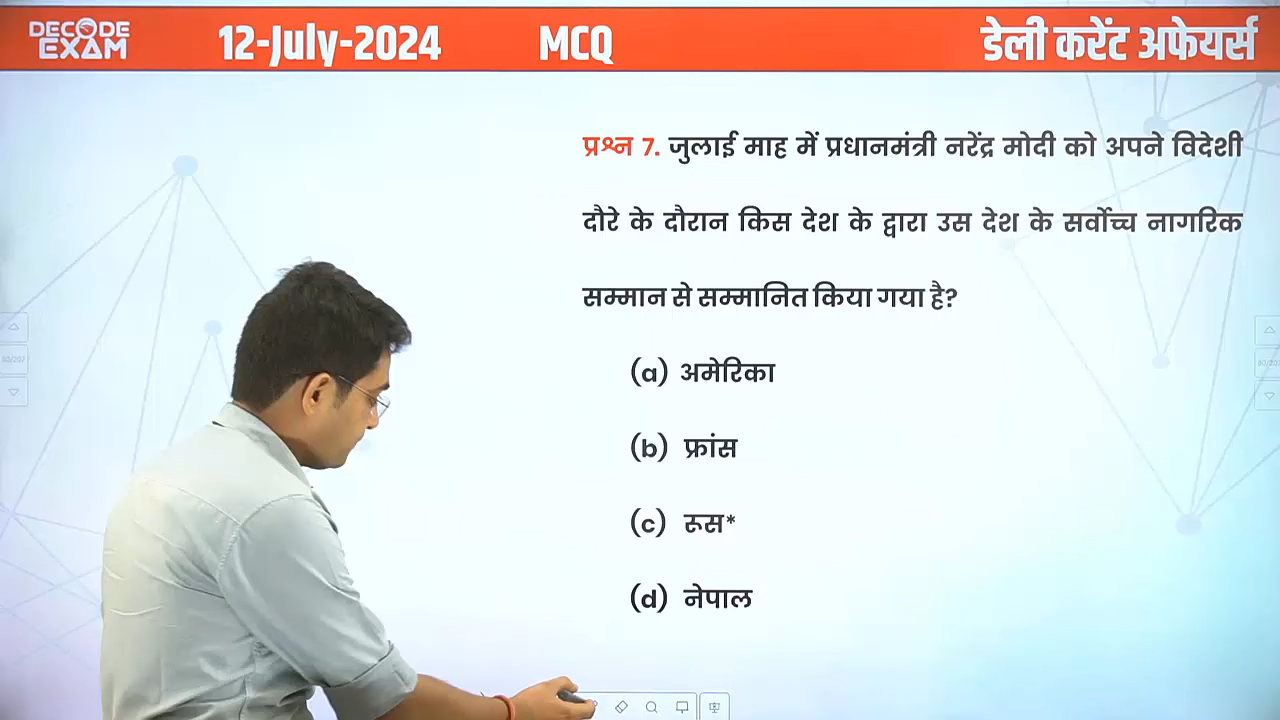 DECODE
EXAM
12-July-2024
MCQ
डेली करेंट अफेयर्स
प्रश्न 7. जुलाई माह में प्रधानमंत्री नरेंद्र मोदी को अपने विदेशी
दौरे के दौरान किस देश के द्वारा उस देश के सर्वोच्च नागरिक
सम्मान से सम्मानित किया गया है?
(a) अमेरिका
(b) फ्रांस
(c) रूस*
(d) नेपाल